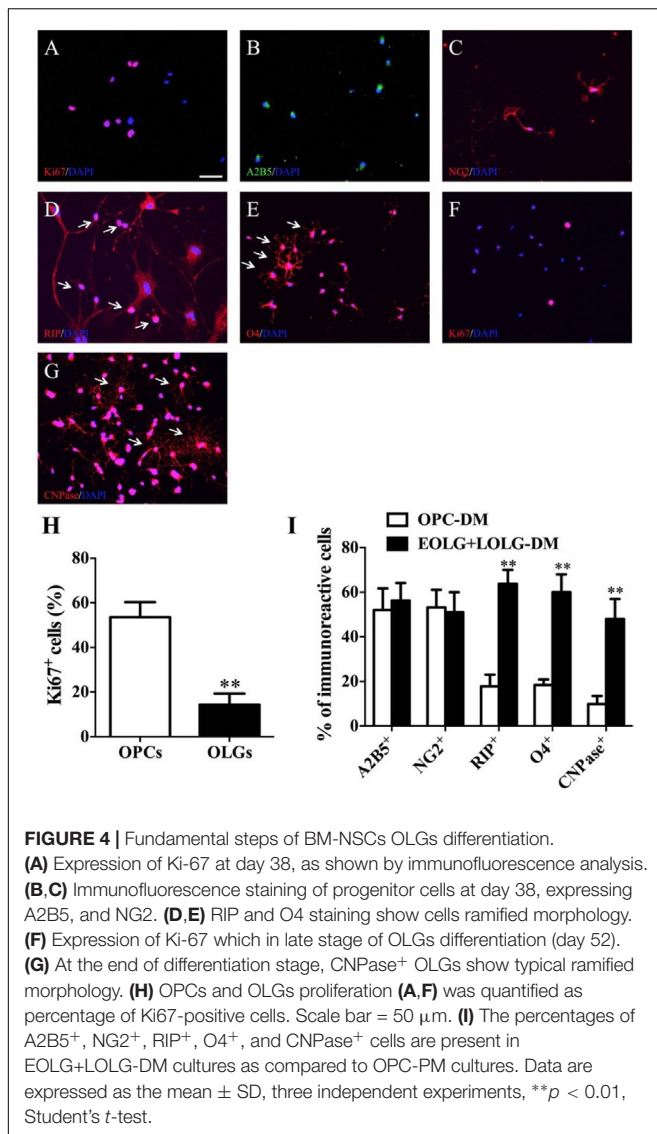 A
B
C
Ki67/DAPI
A2B5/DAPI
NG2/DAPI
D
E
F
RIP/DAPI
O4/DAPI
Ki67/DAPI
G
CNPase/DAPI
H
Ki67+ cells (%)
80
60
40
20
0
OPCs
OLGs
**
I
OPC-DM
EOLG+LOLG-DM
% of immunoreactive cells
80
60
40
20
0
**
**
**
A2B5+
NG2+
RIP+
O4+
CNPase+
FIGURE 4 | Fundamental steps of BM-NSCs OLGs differentiation.
(A) Expression of Ki-67 at day 38, as shown by immunofluorescence analysis.
(B,C) Immunofluorescence staining of progenitor cells at day 38, expressing
A2B5, and NG2. (D,E) RIP and O4 staining show cells ramified morphology.
(F) Expression of Ki-67 which in late stage of OLGs differentiation (day 52).
(G) At the end of differentiation stage, CNPase+ OLGs show typical ramified
morphology. (H) OPCs and OLGs proliferation (A,F) was quantified as
percentage of Ki67-positive cells. Scale bar = 50 μm. (I) The percentages of
A2B5+, NG2+, RIP+, O4+, and CNPase+ cells are present in
EOLG+LOLG-DM cultures as compared to OPC-PM cultures. Data are
expressed as the mean ± SD, three independent experiments, **p < 0.01,
Student's t-test.